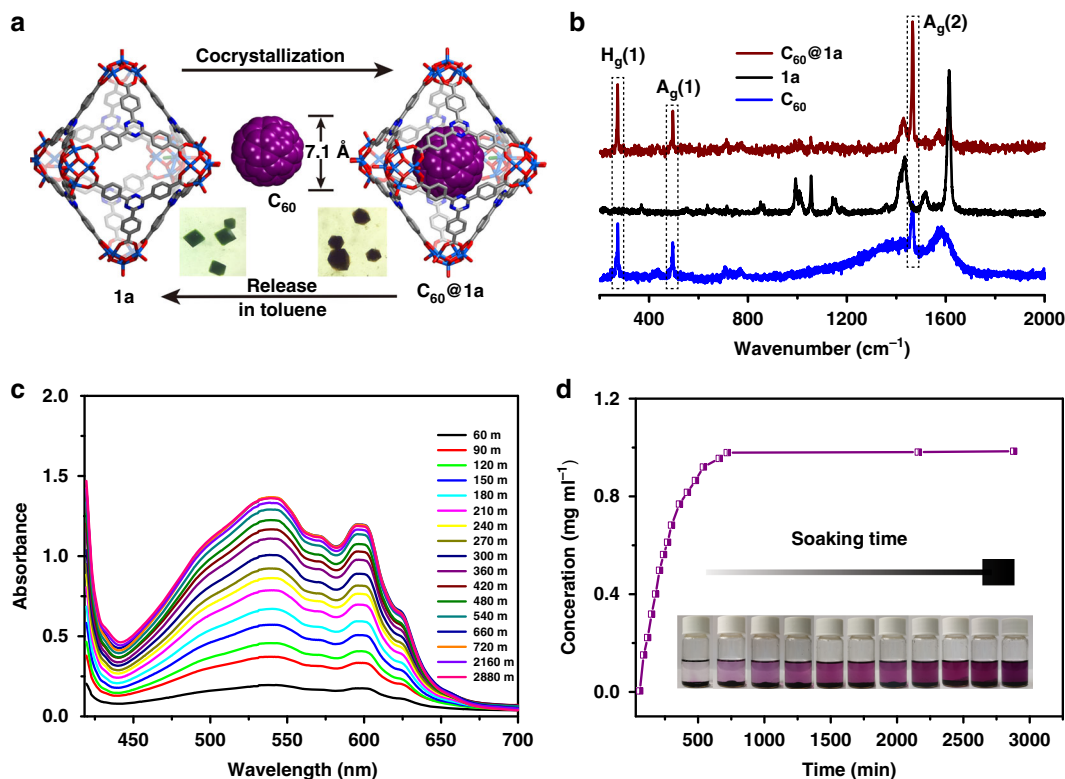 a
Cocrystallization
7.1 Å
C60
1a
Release
in toluene
C60@1a
b
Hg(1)
Ag(1)
Ag(2)
C60@1a
1a
C60
400
800
1200
1600
2000
Wavenumber (cm–1)
c
Absorbance
2.0
1.5
1.0
0.5
0.0
60 m
90 m
120 m
150 m
180 m
210 m
240 m
270 m
300 m
360 m
420 m
480 m
540 m
660 m
720 m
2160 m
2880 m
450
500
550
600
650
700
Wavelength (nm)
d
Conceration (mg ml–1)
1.2
0.8
0.4
0.0
Soaking time
500
1000
1500
2000
2500
3000
Time (min)